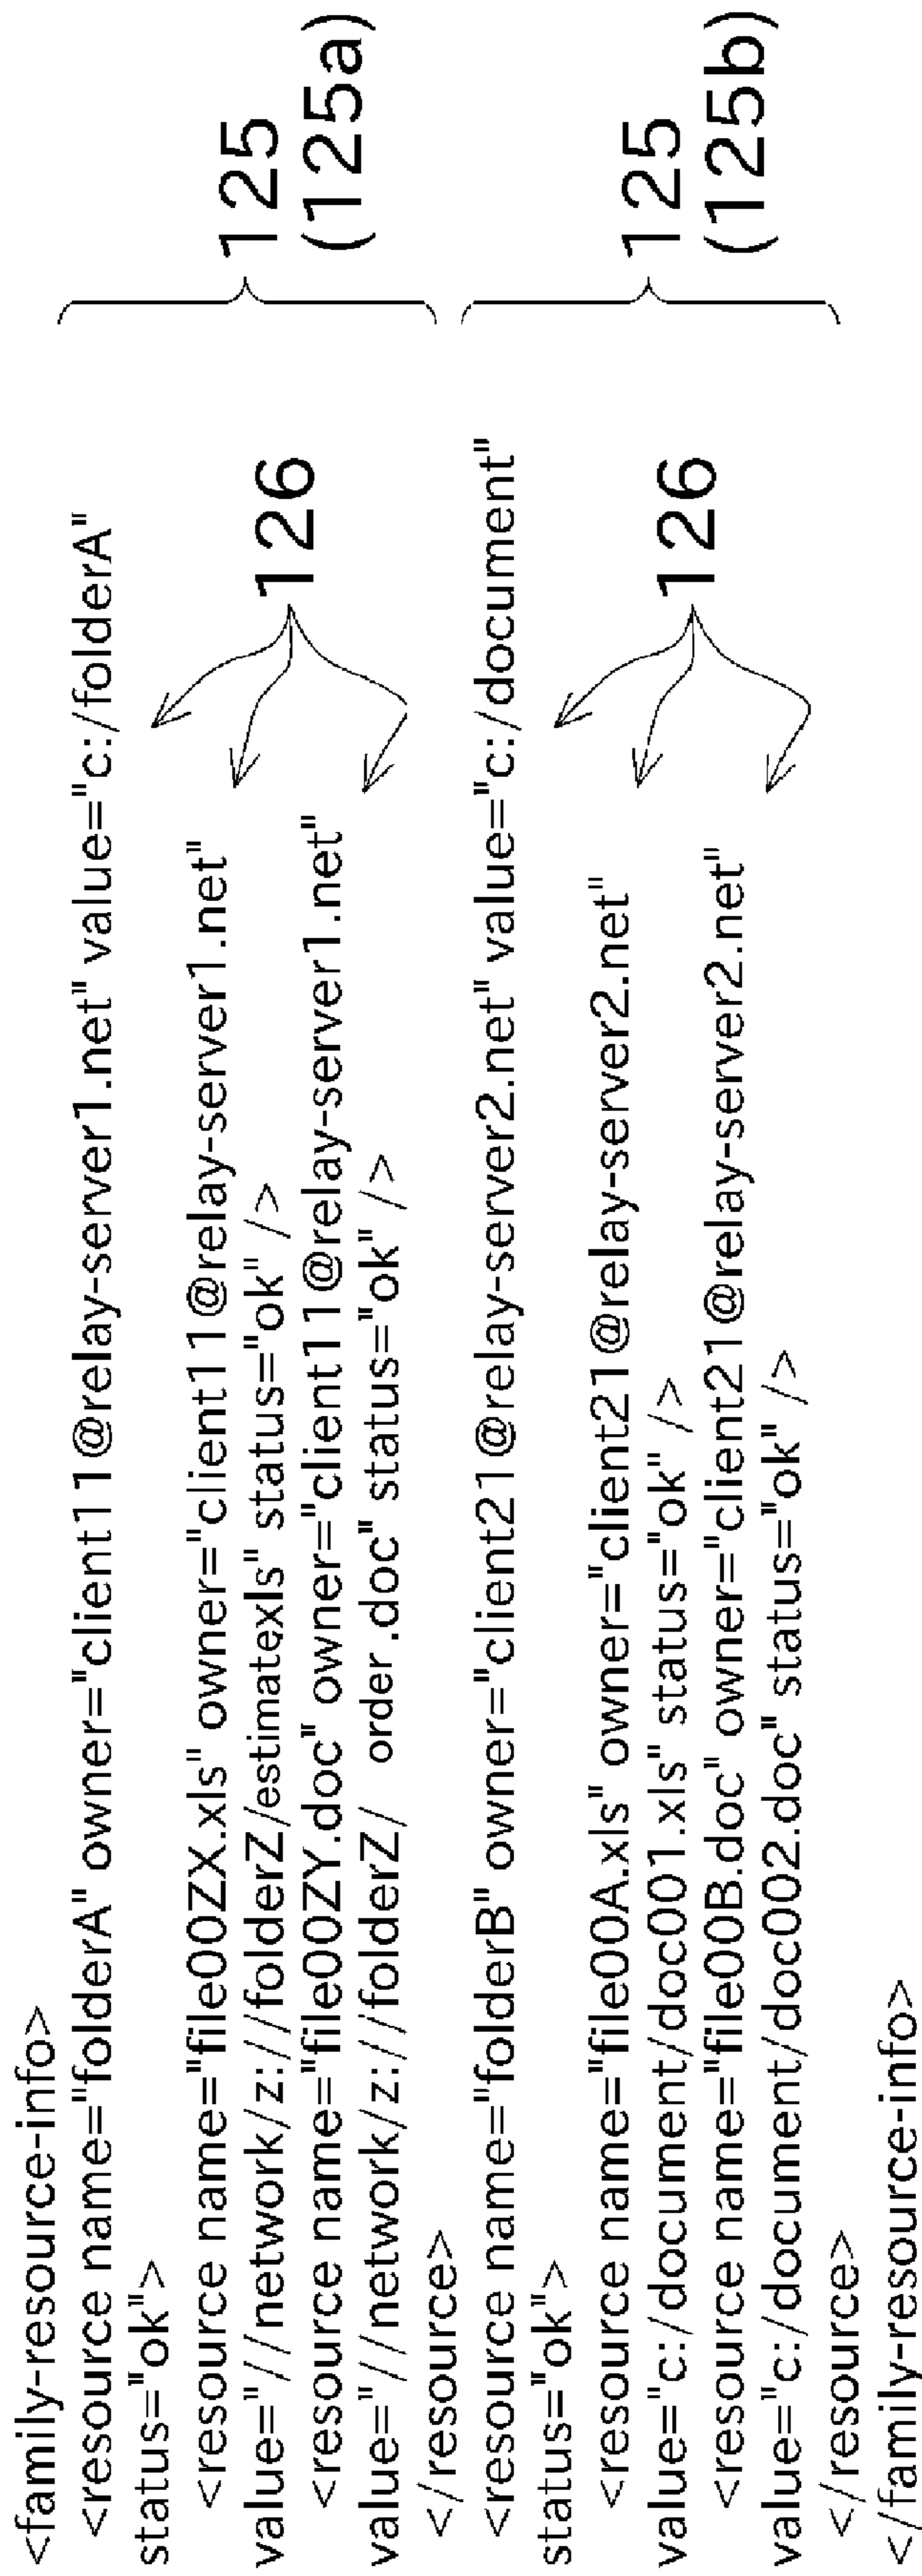 <family-resource-info>
<resource name="folderA" owner="client11@relay-server1.net" value="c:/folderA"
status="ok">
<resource name="file00ZX.xls" owner="client11@relay-server1.net"
value="//network/z://folderZ/estimatexls" status="ok" />
<resource name="file00ZY.doc" owner="client11@relay-server1.net"
value="//network/z://folderZ/ order.doc" status="ok" />
</resource>
126
125
(125a)
<resource name="folderB" owner="client21@relay-server2.net" value="c:/document"
status="ok">
<resource name="file00A.xls" owner="client21@relay-server2.net"
value="c:/document/doc001.xls" status="ok" />
<resource name="file00B.doc" owner="client21@relay-server2.net"
value="c:/document/doc002.doc" status="ok" />
</resource>
126
125
(125b)
</family-resource-info>